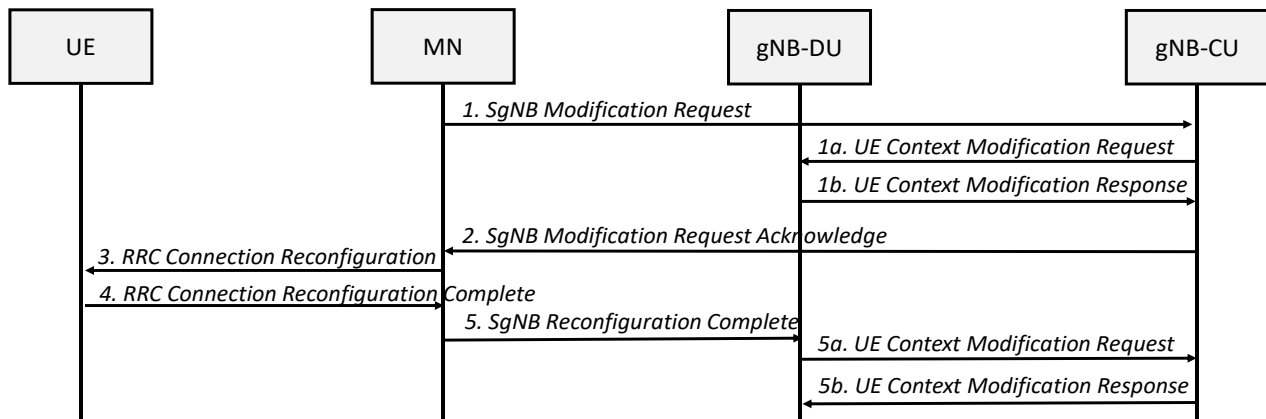 UE
MN
gNB-DU
gNB-CU
1. SgNB Modification Request
1a. UE Context Modification Request
1b. UE Context Modification Response
2. SgNB Modification Request Acknowledge
3. RRC Connection Reconfiguration
4. RRC Connection Reconfiguration Complete
5. SgNB Reconfiguration Complete
5a. UE Context Modification Request
5b. UE Context Modification Response